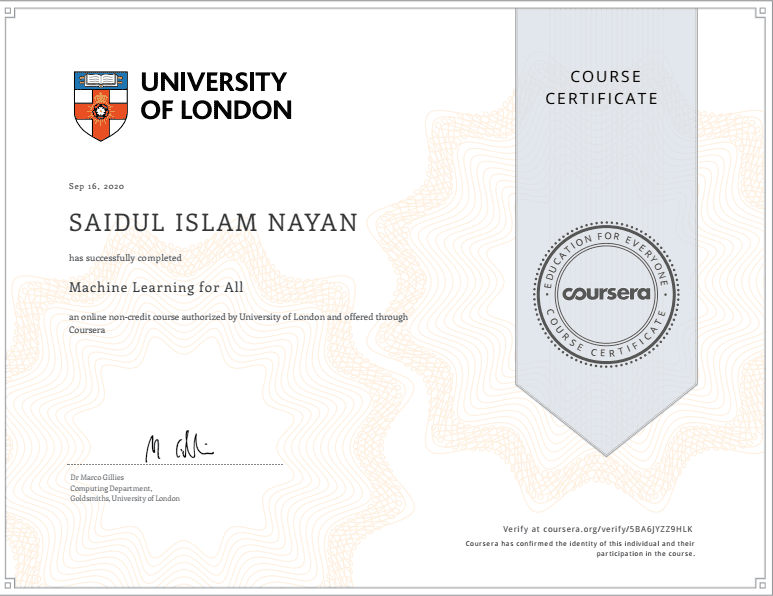 UNIVERSITY
OF LONDON
COURSE
CERTIFICATE
Sep 16, 2020
SAIDUL ISLAM NAYAN
has successfully completed
Machine Learning for All
an online non-credit course authorized by University of London and offered through
Coursera
EDUCATION FOR EVERYONE
coursera
COURSE CERTIFICATE
Dr Marco Gillies
Computing Department,
Goldsmiths, University of London
Verify at coursera.org/verify/5BA6JYZZ9HLK
Coursera has confirmed the identity of this individual and their
participation in the course.